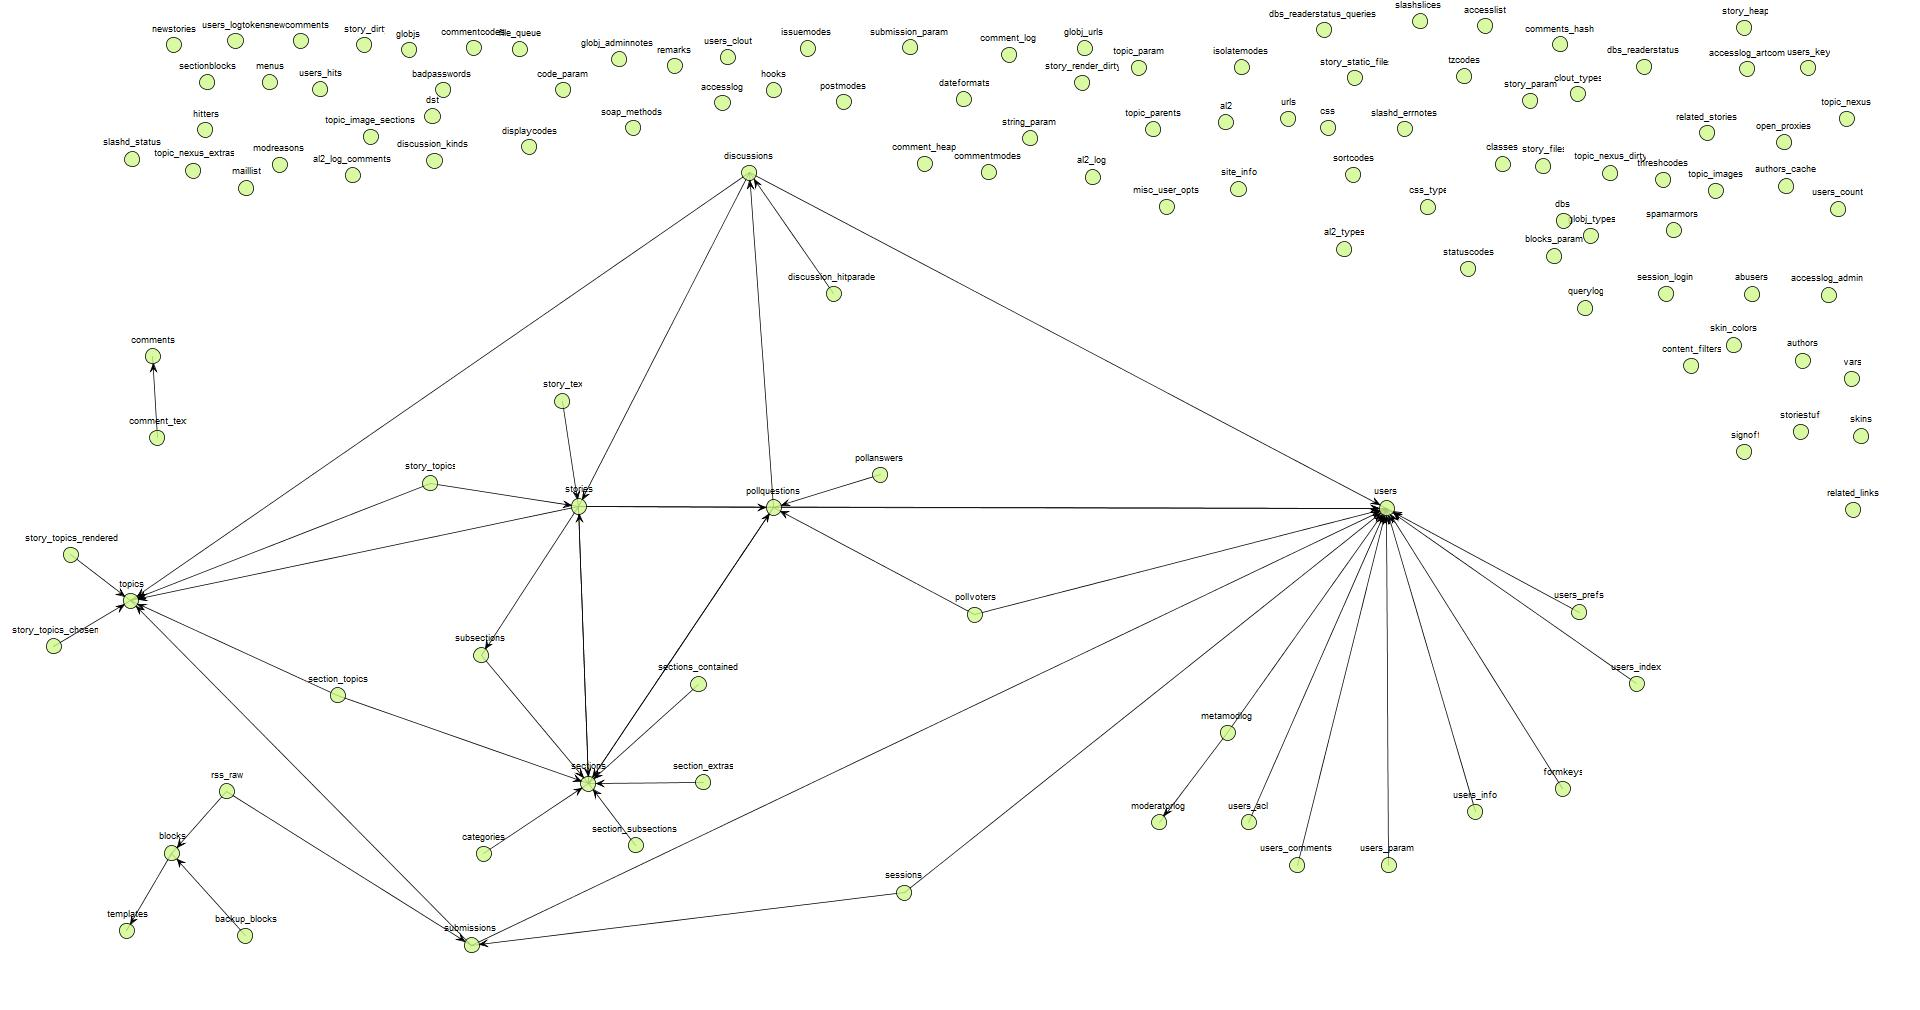 newstories
users_logtokens
newcomments
story_dirt
globjs
commentcodes
file_queue
globj_adminnotes
remarks
users_clout
issuemodes
submission_param
comment_log
globj_urls
topic_param
isolatemodes
dbs_readerstatus_queries
slashslices
accesslist
comments_hash
dbs_readerstatus
story_heap
accesslog_artcom
users_key
sectionblocks
menus
users_hits
badpasswords
dst
code_param
accesslog
hooks
postmodes
dateformats
story_render_dirty
story_static_file
tzcodes
story_param
clout_types
topic_nexus
hitters
topic_image_sections
displaycodes
soap_methods
string_param
topic_parents
al2
urls
css
slashd_errnotes
related_stories
open_proxies
slashd_status
topic_nexus_extras
modreasons
al2_log_comments
discussion_kinds
maillist
discussions
comment_heap
commentmodes
al2_log
misc_user_opts
site_info
sortcodes
css_type
classes
story_files
topic_nexus_dirty
threshcodes
topic_images
authors_cache
users_count
dbs
globj_types
spamarmors
blocks_param
al2_types
statuscodes
discussion_hitparade
querylog
session_login
abusers
accesslog_admin
skin_colors
content_filters
authors
vars
comments
comment_tex
story_tex
storiestuf
skins
signoff
related_links
story_topics
stories
pollquestions
pollanswers
users
story_topics_rendered
topics
story_topics_chosen
subsections
sections_contained
section_topics
pollvoters
users_prefs
users_index
metamodlog
rss_raw
sections
section_extras
categories
section_subsections
moderatorlog
users_acl
users_info
formkeys
users_comments
users_param
blocks
templates
backup_blocks
submissions
sessions